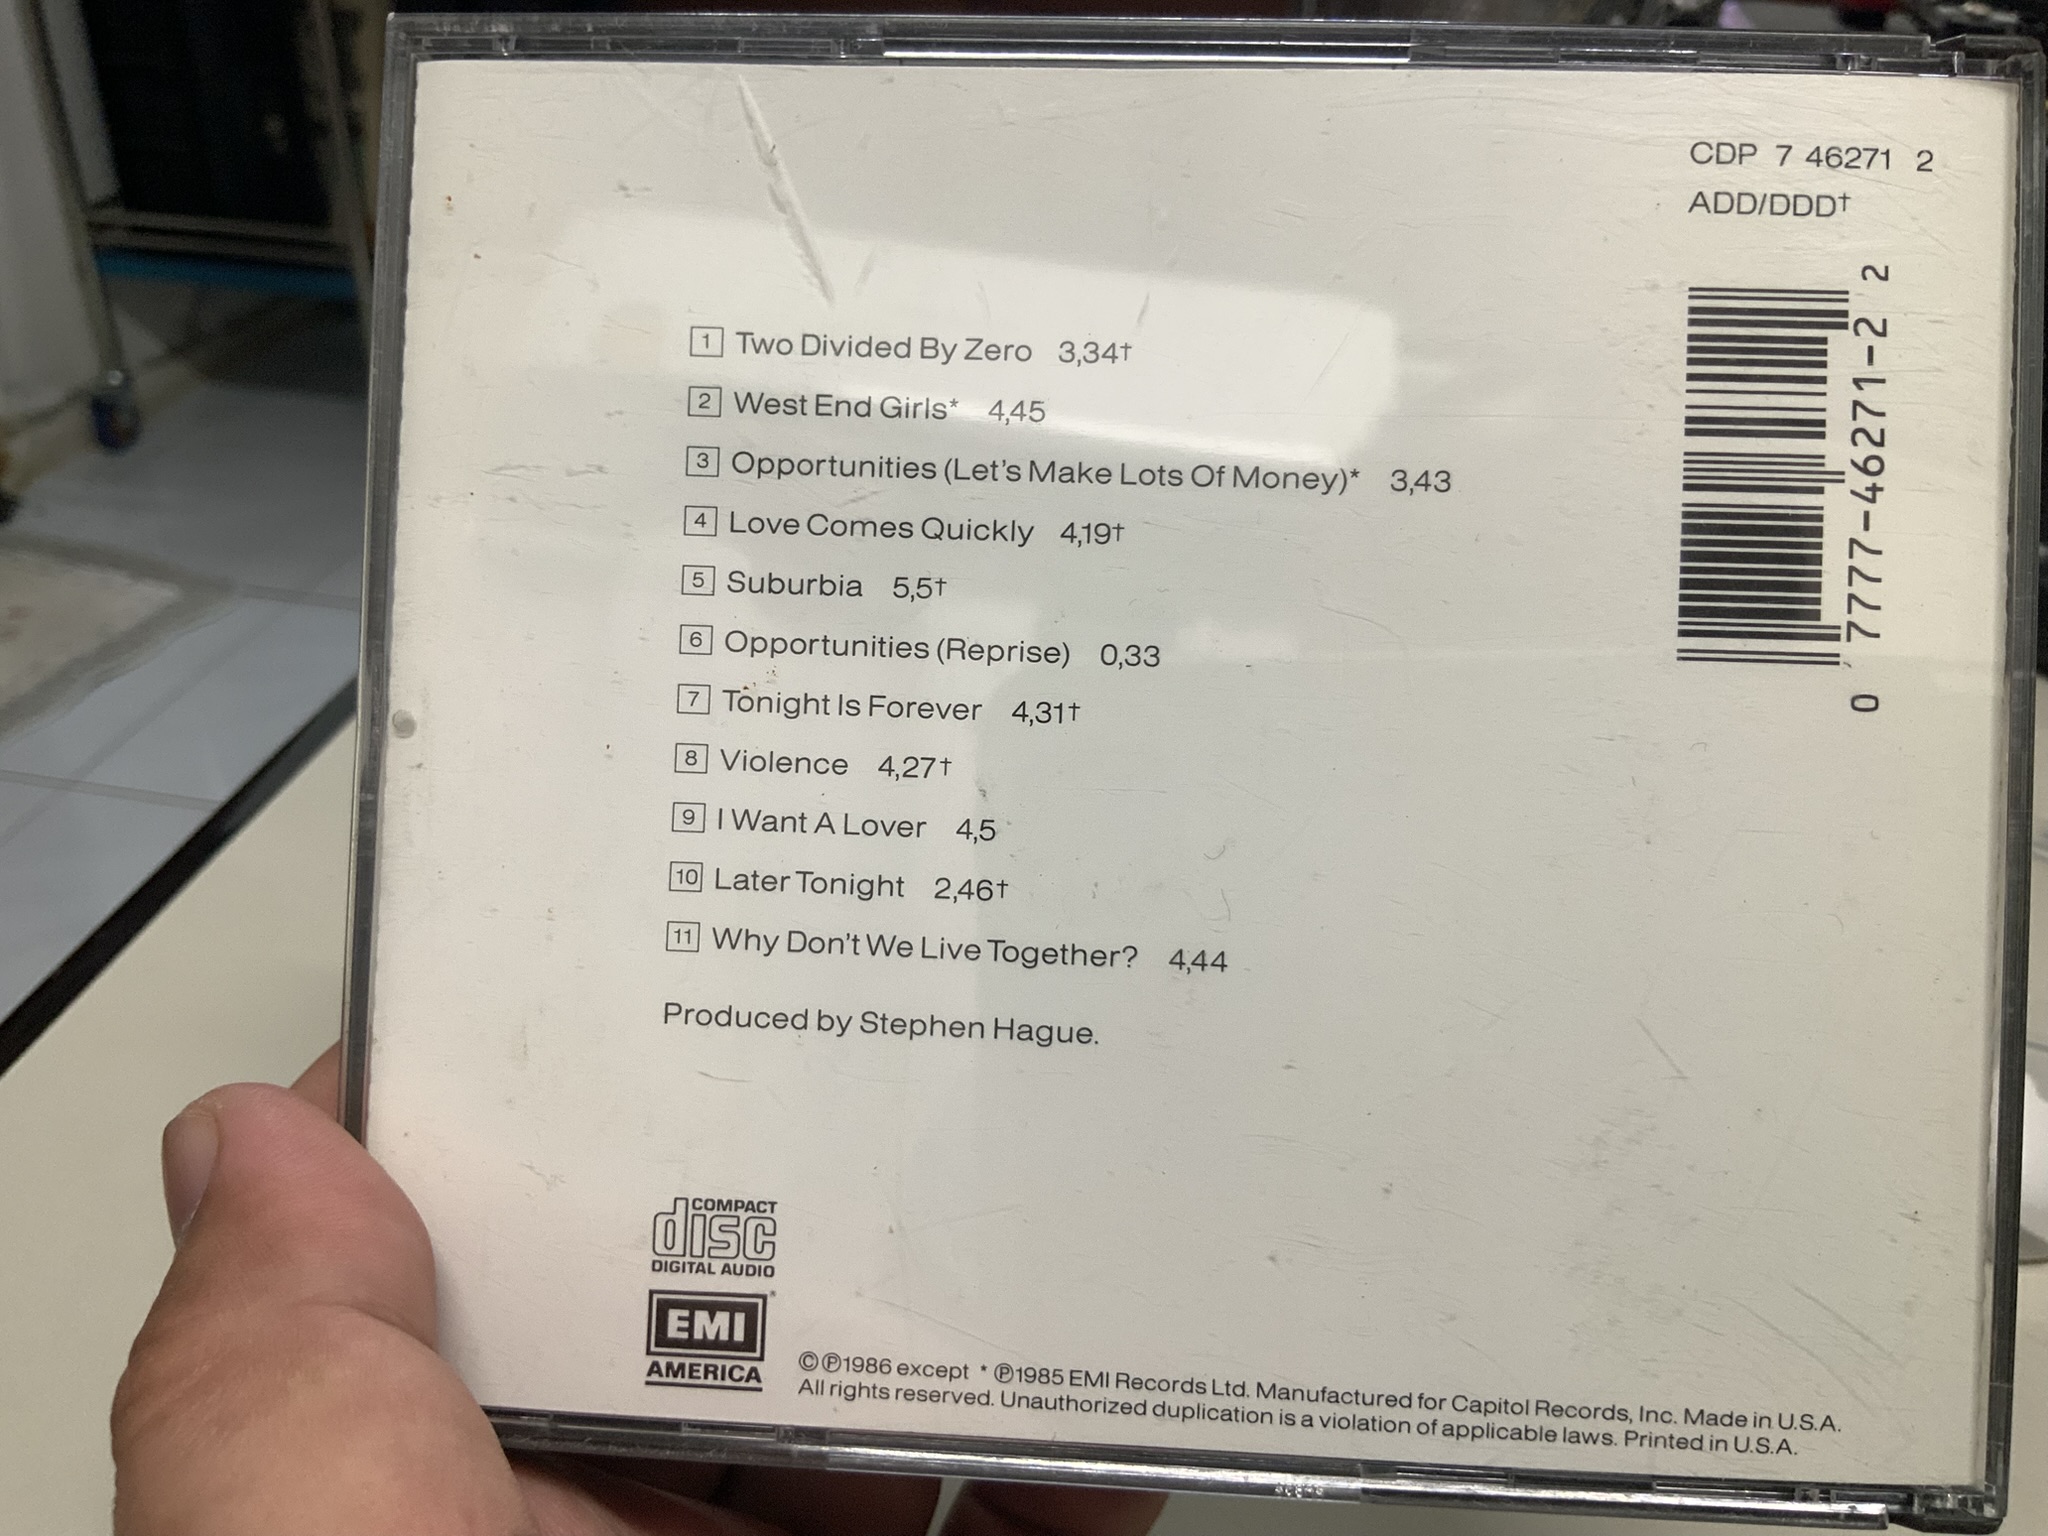 CDP 7 46271 2
ADD/DDD†
0 7777-46271-2 2
1 Two Divided By Zero 3,34†
2 West End Girls* 4,45
3 Opportunities (Let's Make Lots Of Money)* 3,43
4 Love Comes Quickly 4,19†
5 Suburbia 5,5†
6 Opportunities (Reprise) 0,33
7 Tonight Is Forever 4,31†
8 Violence 4,27†
9 I Want A Lover 4,5
10 Later Tonight 2,46†
11 Why Don't We Live Together? 4,44
Produced by Stephen Hague.
COMPACT
disc
DIGITAL AUDIO
EMI
AMERICA
©℗1986 except * ℗1985 EMI Records Ltd. Manufactured for Capitol Records, Inc. Made in U.S.A.
All rights reserved. Unauthorized duplication is a violation of applicable laws. Printed in U.S.A.